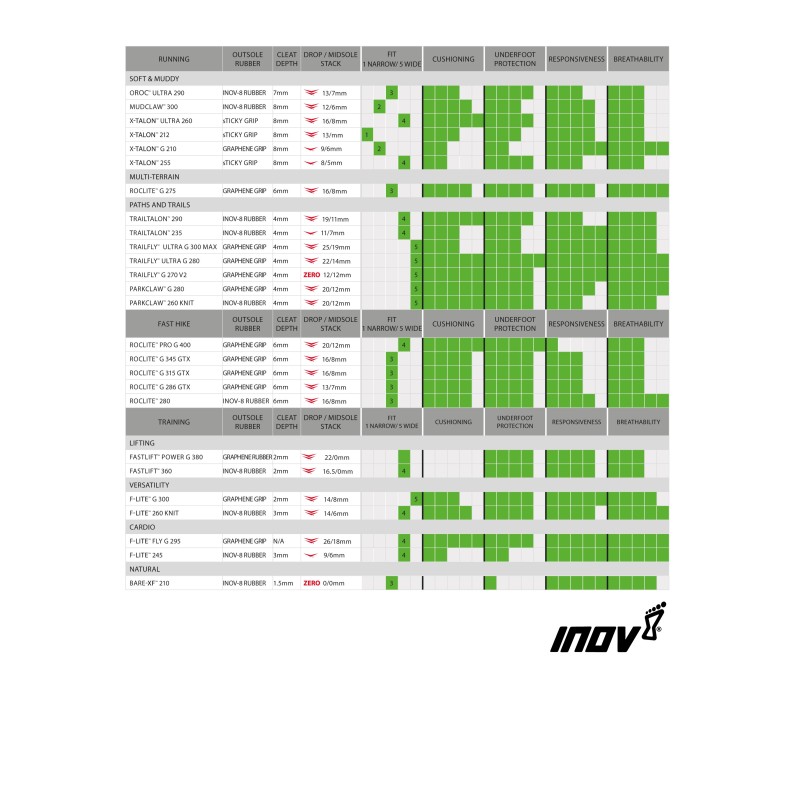 RUNNING OUTSOLE RUBBER CLEAT DEPTH DROP / MIDSOLE STACK FIT 1 NARROW/ 5 WIDE CUSHIONING UNDERFOOT PROTECTION RESPONSIVENESS BREATHABILITY
SOFT & MUDDY
OROC™ ULTRA 290 INOV-8 RUBBER 7mm 13/7mm 3
MUDCLAW™ 300 INOV-8 RUBBER 8mm 12/6mm 2
X-TALON™ ULTRA 260 sTICKY GRIP 8mm 16/8mm 4
X-TALON™ 212 sTICKY GRIP 8mm 13/mm 1
X-TALON™ G 210 GRAPHENE GRIP 8mm 9/6mm 2
X-TALON™ 255 sTICKY GRIP 8mm 8/5mm 4
MULTI-TERRAIN
ROCLITE™ G 275 GRAPHENE GRIP 6mm 16/8mm 3
PATHS AND TRAILS
TRAILTALON™ 290 INOV-8 RUBBER 4mm 19/11mm 4
TRAILTALON™ 235 INOV-8 RUBBER 4mm 11/7mm 4
TRAILFLY™ ULTRA G 300 MAX GRAPHENE GRIP 4mm 25/19mm 5
TRAILFLY™ ULTRA G 280 GRAPHENE GRIP 4mm 22/14mm 5
TRAILFLY™ G 270 V2 GRAPHENE GRIP 4mm ZERO 12/12mm 5
PARKCLAW™ G 280 GRAPHENE GRIP 4mm 20/12mm 5
PARKCLAW™ 260 KNIT INOV-8 RUBBER 4mm 20/12mm 5
FAST HIKE OUTSOLE RUBBER CLEAT DEPTH DROP / MIDSOLE STACK FIT 1 NARROW/ 5 WIDE CUSHIONING UNDERFOOT PROTECTION RESPONSIVENESS BREATHABILITY
ROCLITE™ PRO G 400 GRAPHENE GRIP 6mm 20/12mm 4
ROCLITE™ G 345 GTX GRAPHENE GRIP 6mm 16/8mm 3
ROCLITE™ G 315 GTX GRAPHENE GRIP 6mm 16/8mm 3
ROCLITE™ G 286 GTX GRAPHENE GRIP 6mm 13/7mm 3
ROCLITE™ 280 INOV-8 RUBBER 6mm 16/8mm 3
TRAINING OUTSOLE RUBBER CLEAT DEPTH DROP / MIDSOLE STACK FIT 1 NARROW/ 5 WIDE CUSHIONING UNDERFOOT PROTECTION RESPONSIVENESS BREATHABILITY
LIFTING
FASTLIFT™ POWER G 380 GRAPHENE RUBBER 2mm 22/0mm 4
FASTLIFT™ 360 INOV-8 RUBBER 2mm 16.5/0mm 4
VERSATILITY
F-LITE™ G 300 GRAPHENE GRIP 2mm 14/8mm 5
F-LITE™ 260 KNIT INOV-8 RUBBER 3mm 14/6mm 4
CARDIO
F-LITE™ FLY G 295 GRAPHENE GRIP N/A 26/18mm 4
F-LITE™ 245 INOV-8 RUBBER 3mm 9/6mm 4
NATURAL
BARE-XF™ 210 INOV-8 RUBBER 1.5mm ZERO 0/0mm 3
INOV ®